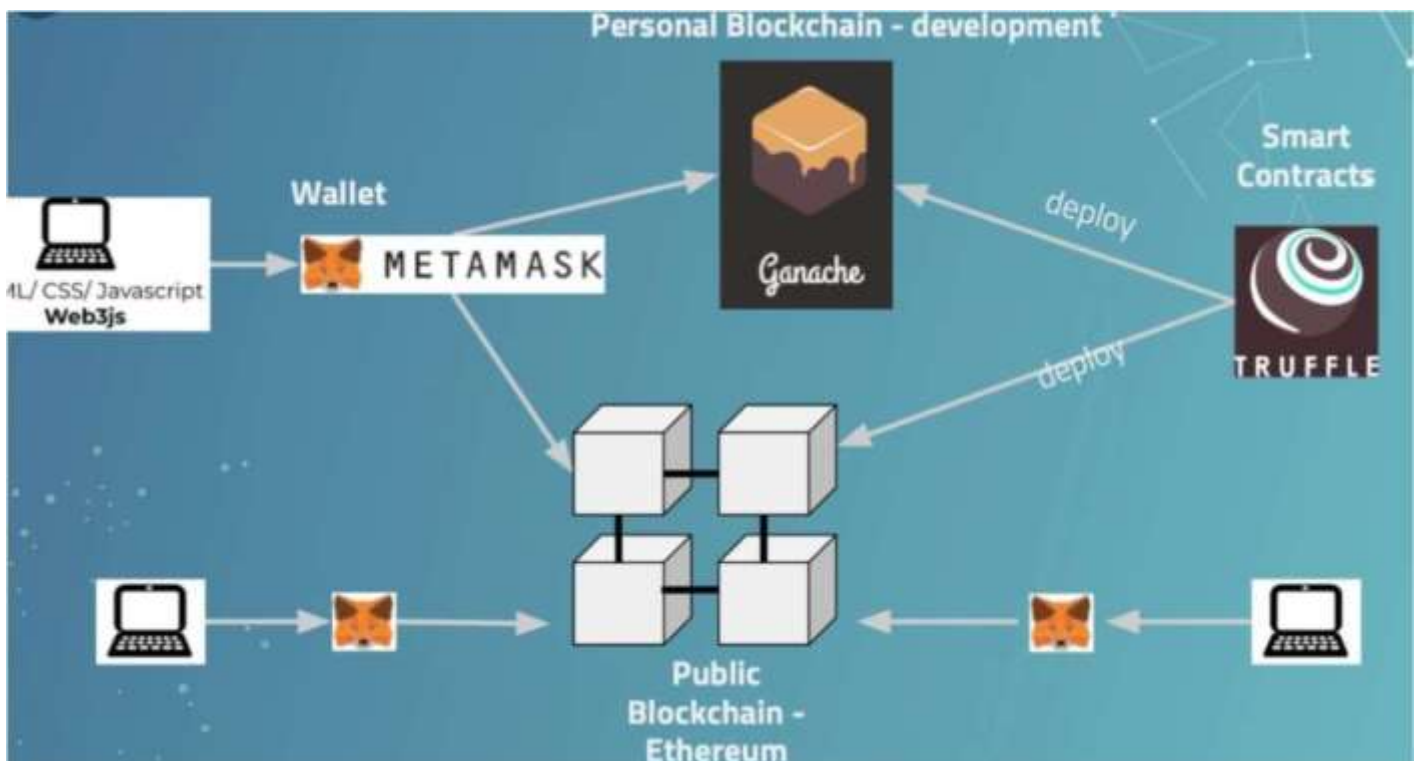 Personal Blockchain - development
Smart
Contracts
Wallet
deploy
METAMASK
Ganache
ML/ CSS/ Javascript
Web3js
TRUFFLE
deploy
Public
Blockchain -
Ethereum